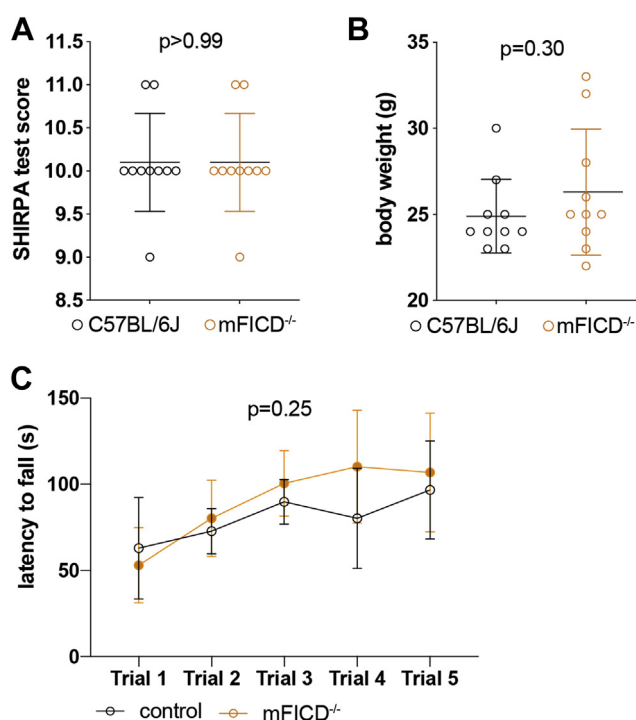 A
SHIRPA test score
11.5
11.0
10.5
10.0
9.5
9.0
8.5
p>0.99
C57BL/6J
mFICD-/-
B
body weight (g)
35
30
25
20
p=0.30
C57BL/6J
mFICD-/-
C
latency to fall (s)
150
100
50
0
p=0.25
Trial 1 Trial 2 Trial 3 Trial 4 Trial 5
control mFICD-/-